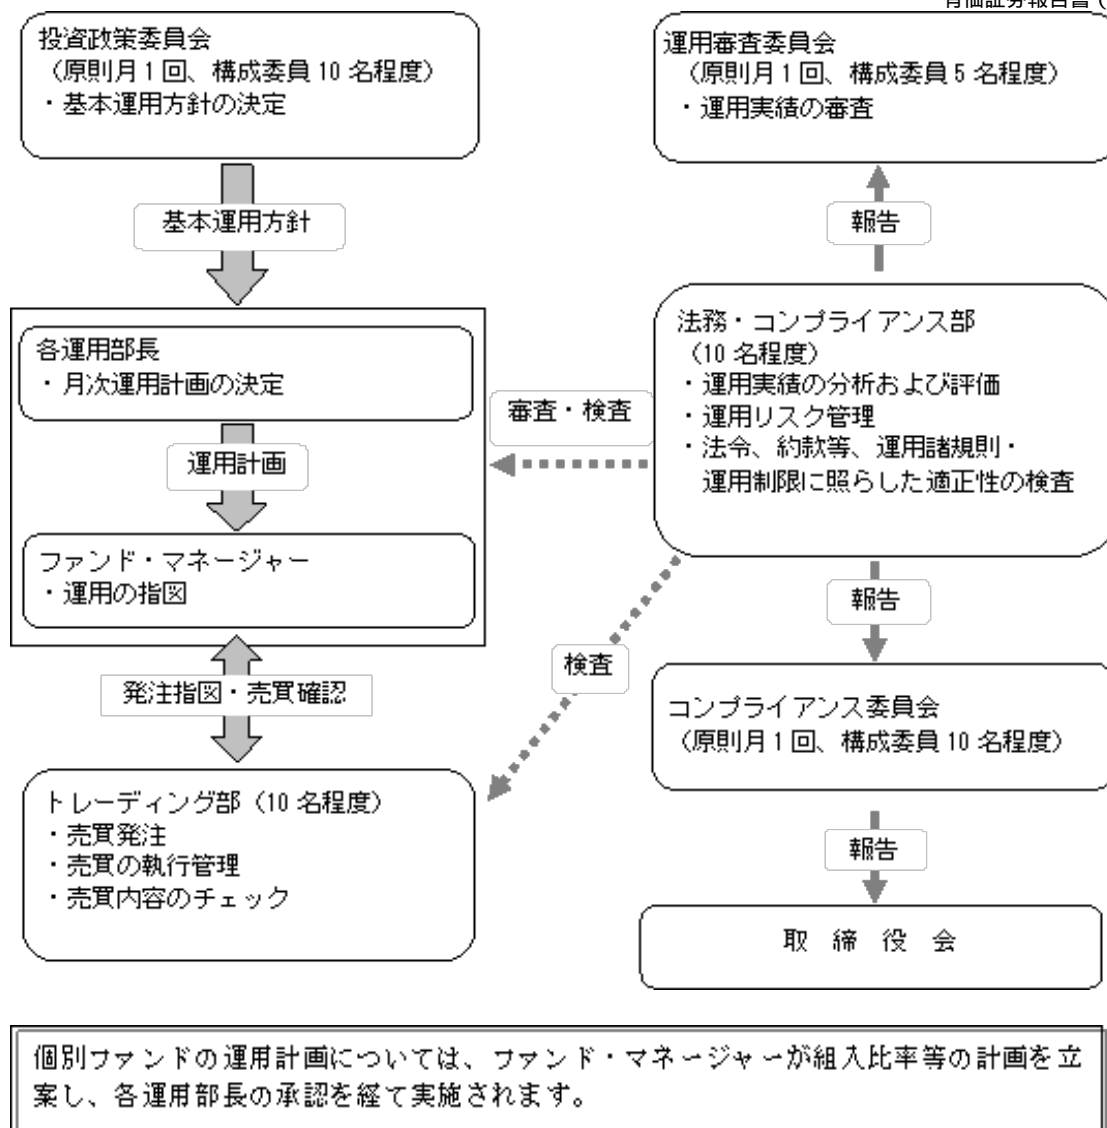 有価証券報告書（
投資政策委員会
（原則月1回、構成委員 10 名程度）
・基本運用方針の決定
基本運用方針
各運用部長
・月次運用計画の決定
運用計画
ファンド・マネージャー
・運用の指図
発注指図・売買確認
トレーディング部（10 名程度）
・売買発注
・売買の執行管理
・売買内容のチェック
運用審査委員会
（原則月1回、構成委員 5 名程度）
・運用実績の審査
報告
法務・コンプライアンス部
（10 名程度）
・運用実績の分析および評価
・運用リスク管理
・法令、約款等、運用諸規則・
運用制限に照らした適正性の検査
審査・検査
検査
報告
コンプライアンス委員会
（原則月1回、構成委員 10 名程度）
報告
取 締 役 会
個別ファンドの運用計画については、ファンド・マネージャーが組入比率等の計画を立
案し、各運用部長の承認を経て実施されます。